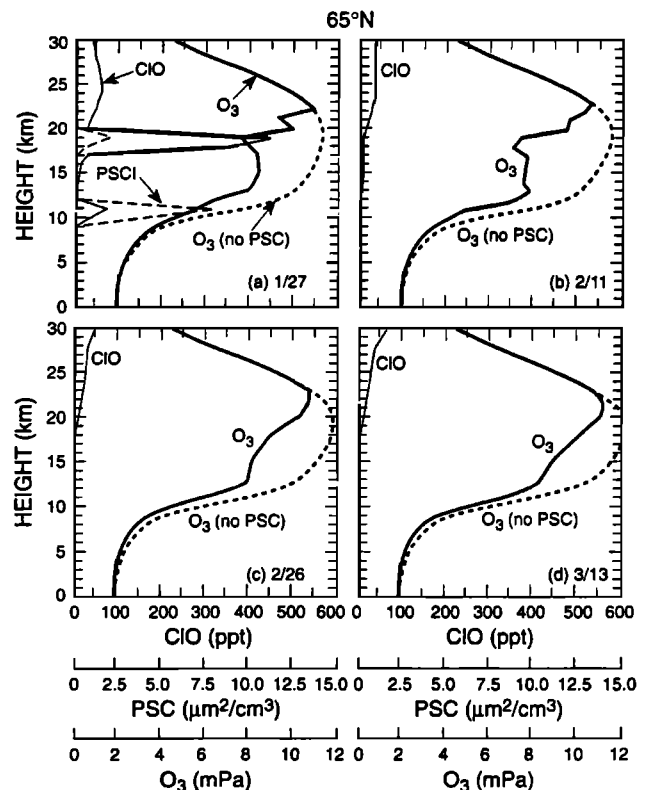 65°N
30
25
20
15
10
5
0
HEIGHT (km)
ClO
O3
PSCI
O3 (no PSC)
(a) 1/27
ClO
O3
O3 (no PSC)
(b) 2/11
30
25
20
15
10
5
0
HEIGHT (km)
ClO
O3
O3 (no PSC)
(c) 2/26
ClO
O3
O3 (no PSC)
(d) 3/13
0 100 200 300 400 500 600
ClO (ppt)
0 100 200 300 400 500 600
ClO (ppt)
0 2.5 5.0 7.5 10.0 12.5 15.0
PSC (μm²/cm³)
0 2.5 5.0 7.5 10.0 12.5 15.0
PSC (μm²/cm³)
0 2 4 6 8 10 12
O3 (mPa)
0 2 4 6 8 10 12
O3 (mPa)